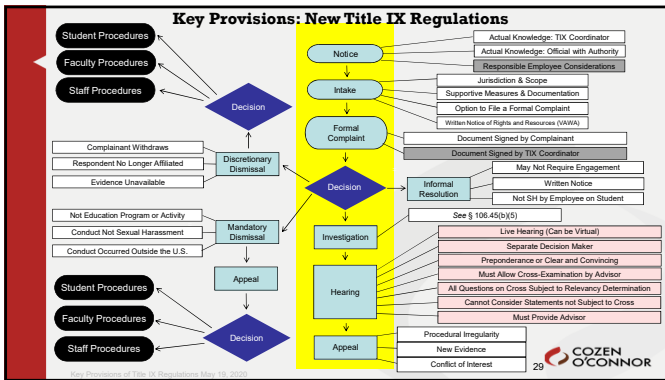 Key Provisions: New Title IX Regulations
Student Procedures
Faculty Procedures
Staff Procedures
Decision
Complainant Withdraws
Respondent No Longer Affiliated
Evidence Unavailable
Discretionary
Dismissal
Not Education Program or Activity
Conduct Not Sexual Harassment
Conduct Occurred Outside the U.S.
Mandatory
Dismissal
Appeal
Student Procedures
Faculty Procedures
Staff Procedures
Decision
Notice
Intake
Formal
Complaint
Decision
Investigation
Hearing
Appeal
Actual Knowledge: TIX Coordinator
Actual Knowledge: Official with Authority
Responsible Employee Considerations
Jurisdiction & Scope
Supportive Measures & Documentation
Option to File a Formal Complaint
Written Notice of Rights and Resources (VAWA)
Document Signed by Complainant
Document Signed by TIX Coordinator
Informal
Resolution
May Not Require Engagement
Written Notice
Not SH by Employee on Student
See § 106.45(b)(5)
Live Hearing (Can be Virtual)
Separate Decision Maker
Preponderance or Clear and Convincing
Must Allow Cross-Examination by Advisor
All Questions on Cross Subject to Relevancy Determination
Cannot Consider Statements not Subject to Cross
Must Provide Advisor
Procedural Irregularity
New Evidence
Conflict of Interest
29
COZEN
O'CONNOR
Key Provisions of Title IX Regulations May 19, 2020